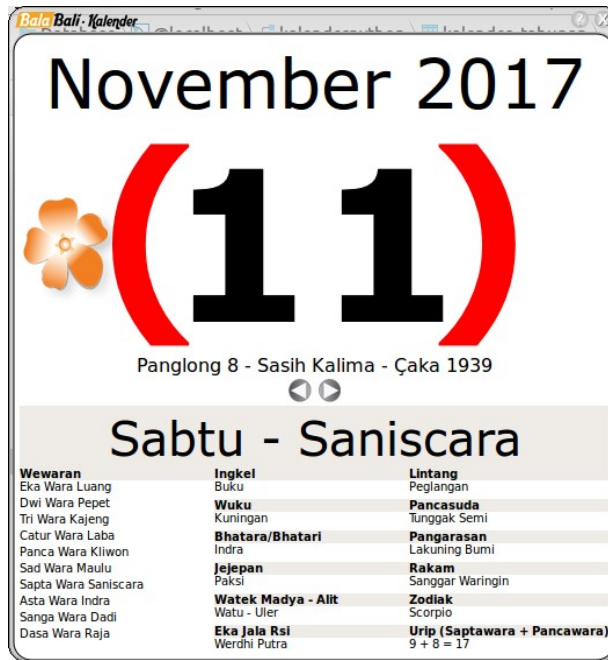 Bala Bali - Kalender
? X
November 2017
(11)
Panglong 8 - Sasih Kalima - Çaka 1939
Sabtu - Saniscara
Wewaran
Eka Wara Luang
Dwi Wara Pepet
Tri Wara Kajeng
Catur Wara Laba
Panca Wara Kliwon
Sad Wara Maulu
Sapta Wara Saniscara
Asta Wara Indra
Sanga Wara Dadi
Dasa Wara Raja
Ingkel
Buku
Wuku
Kuningan
Bhatara/Bhatari
Indra
Jejepan
Paksi
Watek Madya - Alit
Watu - Uler
Eka Jala Rsi
Werdhi Putra
Lintang
Peglangan
Pancasuda
Tunggak Semi
Pangarasan
Lakuning Bumi
Rakam
Sanggar Waringin
Zodiak
Scorpio
Urip (Saptawara + Pancawara)
9 + 8 = 17